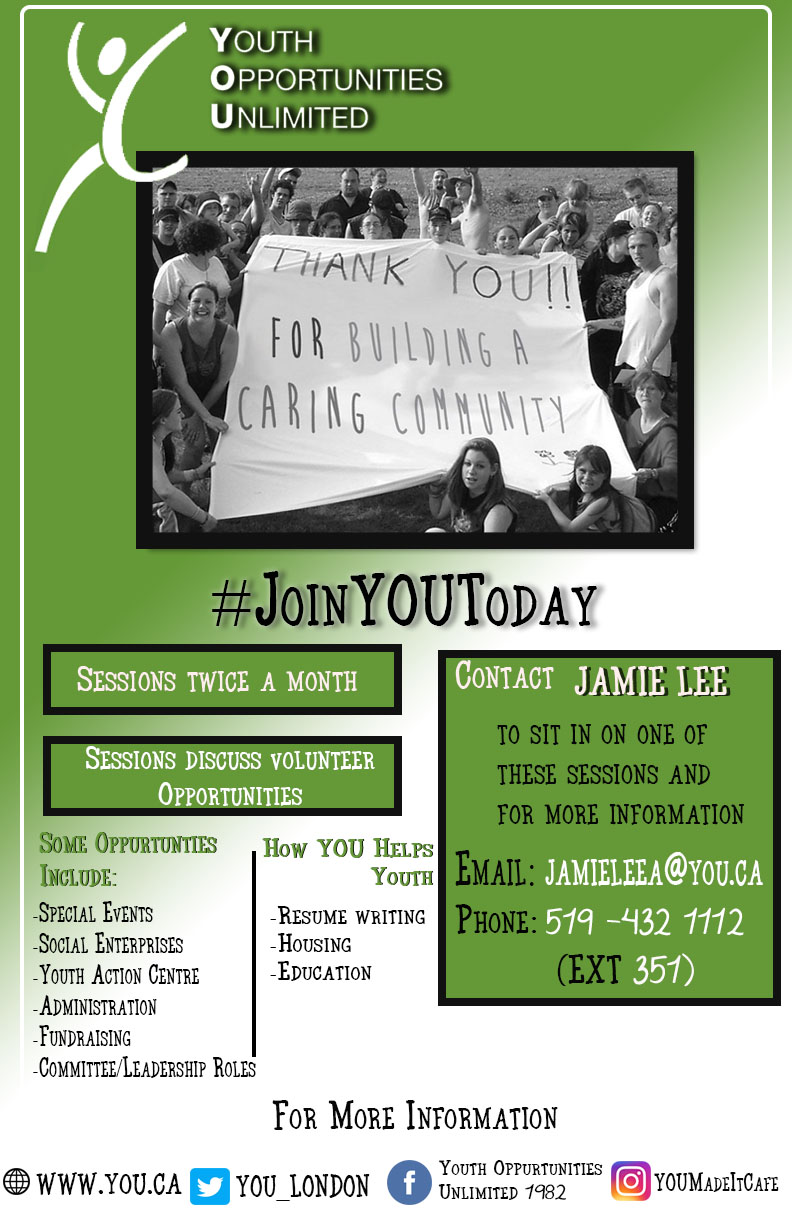 Youth
Opportunities
Unlimited
THANK YOU!!
FOR BUILDING A
CARING COMMUNITY
#JoinYOUToday
Sessions twice a month
Sessions discuss volunteer
Opportunities
Some Oppurtunties
Include:
-Special Events
-Social Enterprises
-Youth Action Centre
-Administration
-Fundraising
-Committee/Leadership Roles
How YOU Helps
Youth
-Resume writing
-Housing
-Education
Contact JAMIE LEE
to sit in on one of
these sessions and
for more information
Email: jamieleea@you.ca
Phone: 519 -432 1112
(EXT 351)
For More Information
www.you.ca
you_london
Youth Oppurtunities
Unlimited 1982
YOUMadeItCafe